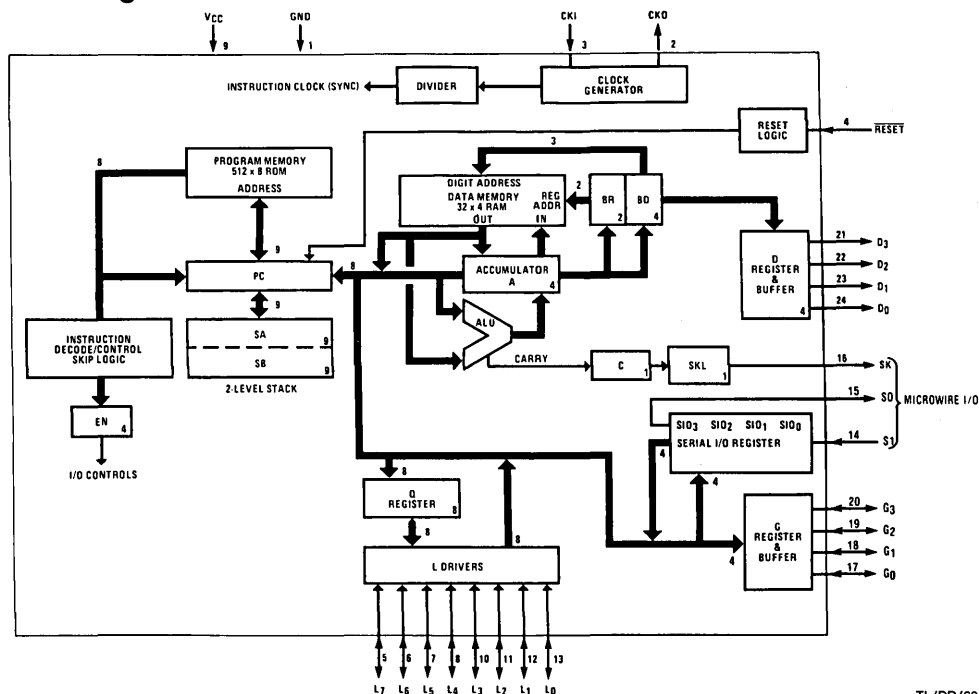 VCC GND CKI CKO
9 1 3 2
INSTRUCTION CLOCK (SYNC)
DIVIDER
CLOCK
GENERATOR
RESET
LOGIC
4
RESET
8
PROGRAM MEMORY
512 x 8 ROM
ADDRESS
9
3
DIGIT ADDRESS
DATA MEMORY
32 x 4 RAM
REG
ADDR
OUT
IN
2
BR
2
BD
4
D
REGISTER
&
BUFFER
4
21 D3
22 D2
23 D1
24 D0
PC
8
ACCUMULATOR
A
4
9
INSTRUCTION
DECODE/CONTROL
SKIP LOGIC
SA
9
SB
9
2-LEVEL STACK
ALU
CARRY
C
1
SKL
1
16 SK
15 SO
14 S1
MICROWIRE I/O
EN
4
I/O CONTROLS
SIO3 SIO2 SIO1 SIO0
SERIAL I/O REGISTER
4
4
8
Q
REGISTER
8
8
8
L DRIVERS
4
G
REGISTER
&
BUFFER
20 G3
19 G2
18 G1
17 G0
5 6 7 8 10 11 12 13
L7 L6 L5 L4 L3 L2 L1 L0